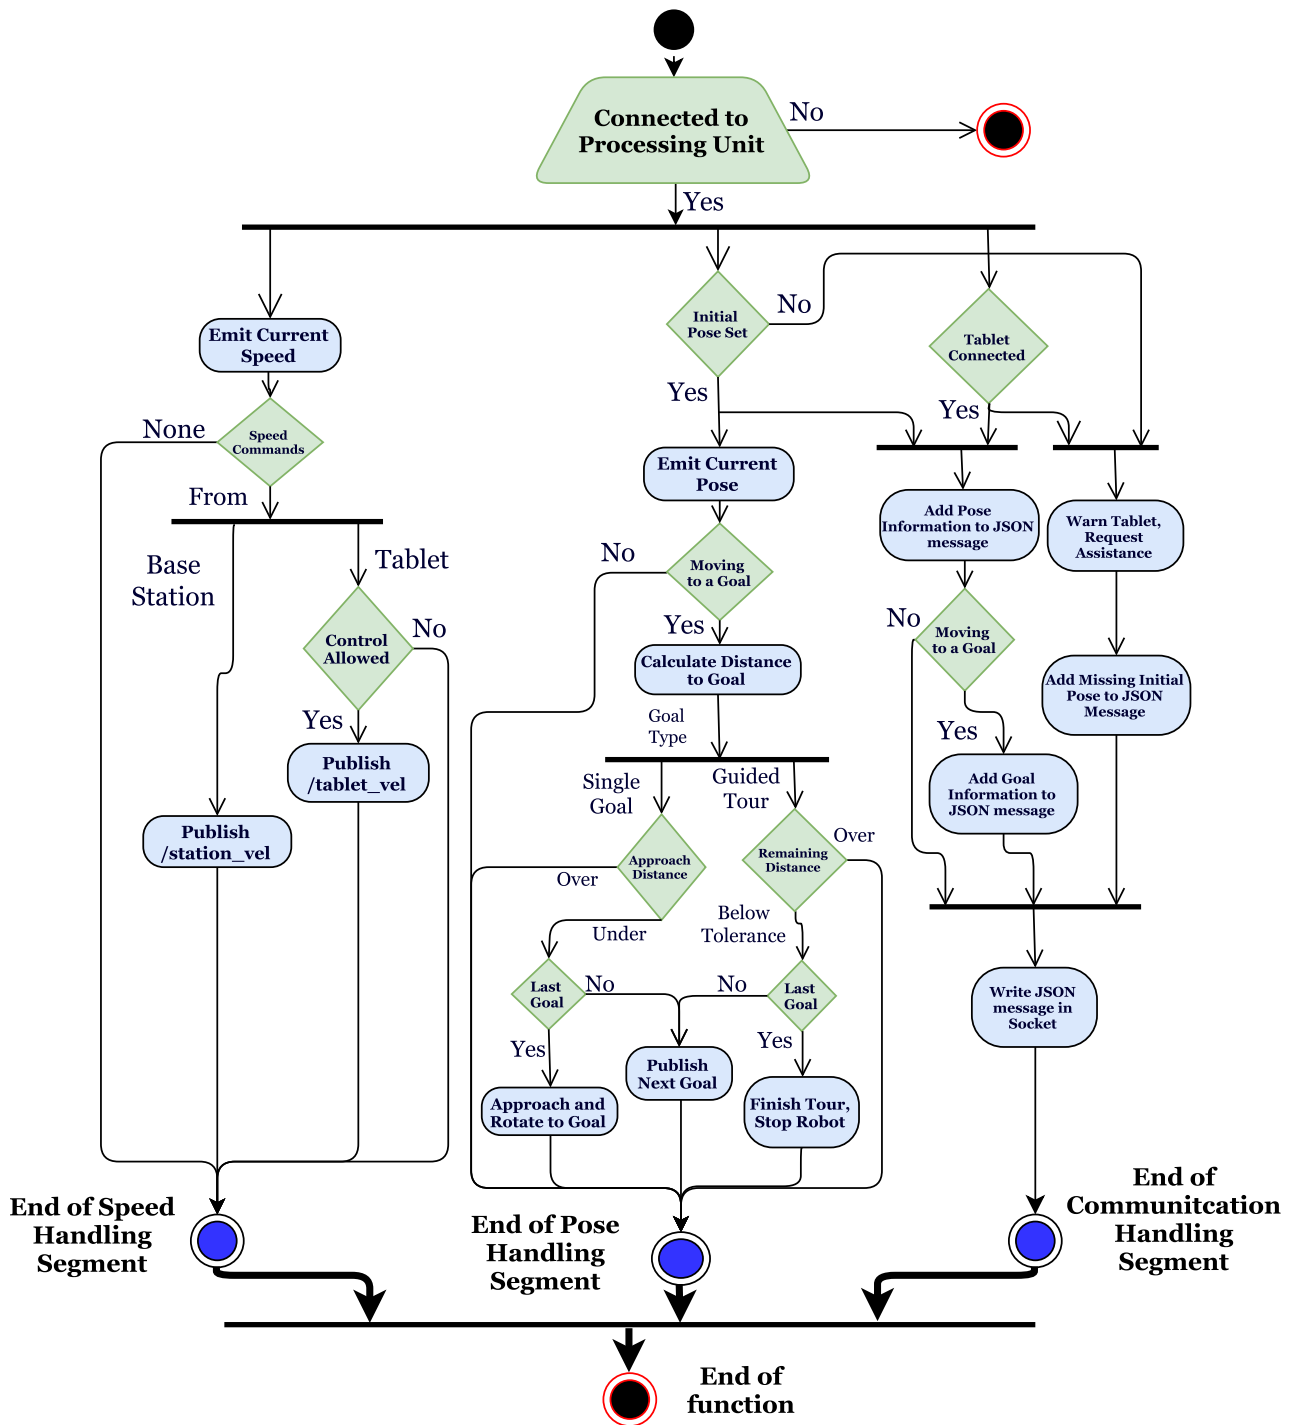 Connected to
Processing Unit
No
Yes
Initial
Pose Set
No
Tablet
Connected
Emit Current
Speed
Yes
Yes
None
Speed
Commands
Emit Current
Pose
From
Add Pose
Information to JSON
message
Warn Tablet,
Request
Assistance
Base
Station
Tablet
No
Moving
to a Goal
Control
Allowed
No
Yes
Calculate Distance
to Goal
No
Moving
to a Goal
Add Missing Initial
Pose to JSON
Message
Yes
Goal
Type
Yes
Publish
/tablet_vel
Single
Goal
Guided
Tour
Add Goal
Information to
JSON message
Publish
/station_vel
Approach
Distance
Over
Remaining
Distance
Over
Under
Below
Tolerance
Last
Goal
No
No
Last
Goal
Write JSON
message in
Socket
Yes
Yes
Publish
Next Goal
Approach and
Rotate to Goal
Finish Tour,
Stop Robot
End of Speed
Handling
Segment
End of Pose
Handling
Segment
End of
Communitcation
Handling
Segment
End of
function